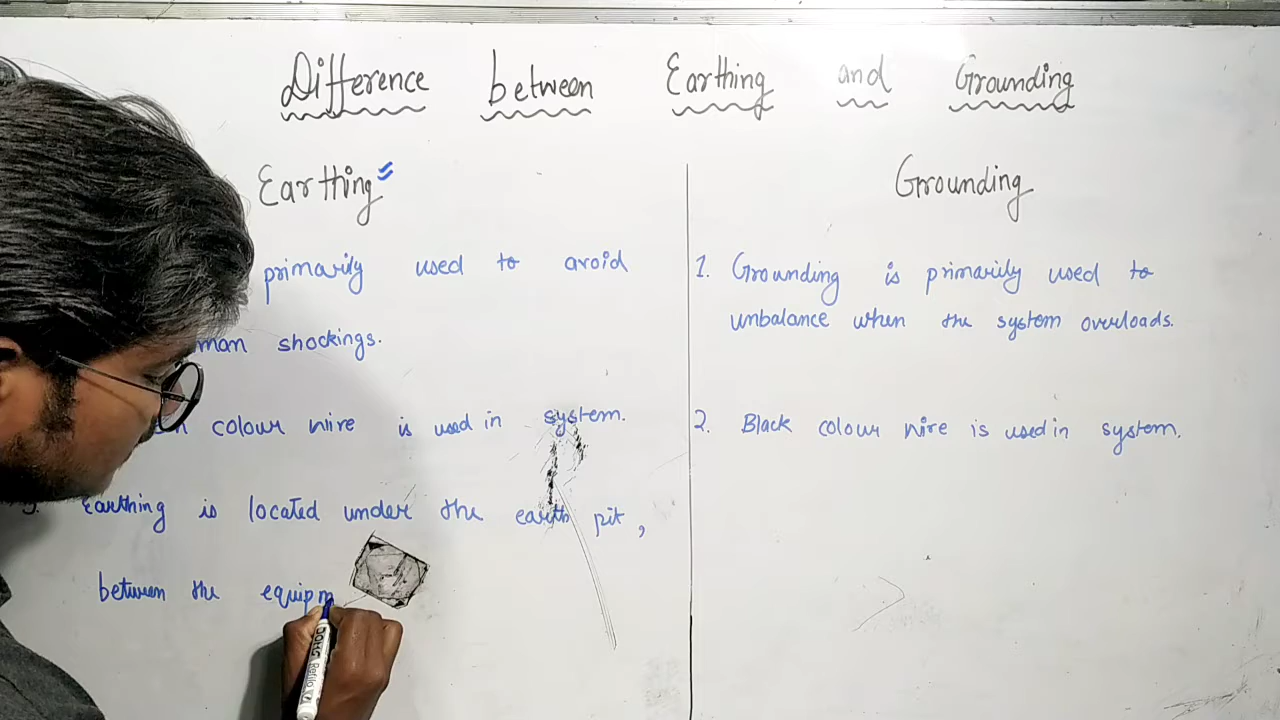 Difference between Earthing and Grounding
Earthing
primarily used to avoid
man shockings.
colour wire is used in system.
3. Earthing is located under the earth pit,
between the equipm
Grounding
1. Grounding is primarily used to
unbalance when the system overloads.
2. Black colour wire is used in system.
DOMS